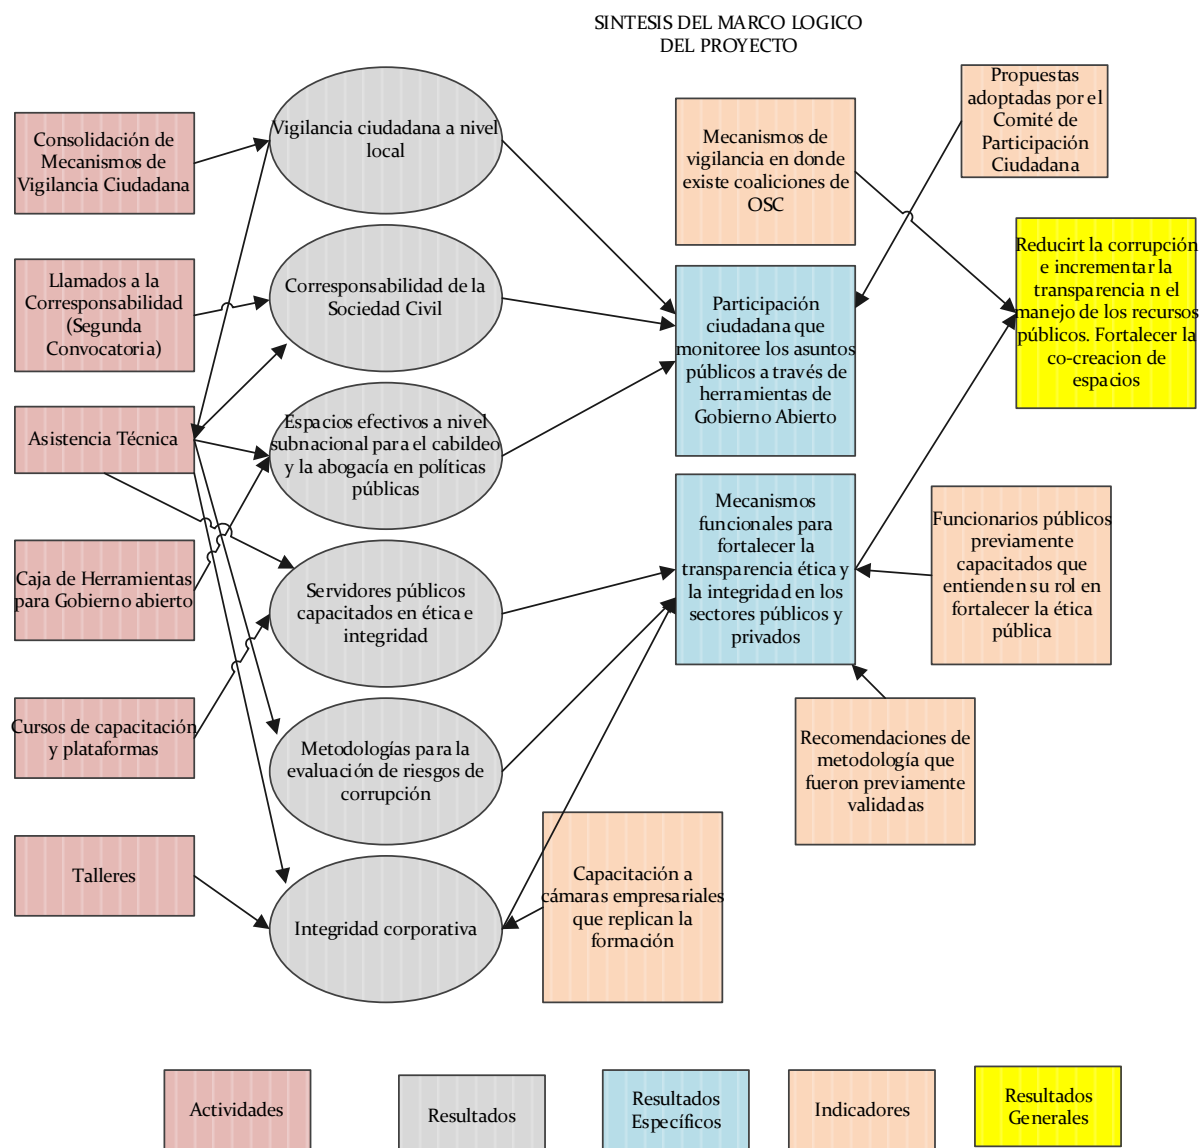 SINTESIS DEL MARCO LOGICO
DEL PROYECTO
Consolidación de
Mecanismos de
Vigilancia Ciudadana
Llamados a la
Corresponsabilidad
(Segunda
Convocatoria)
Asistencia Técnica
Caja de Herramientas
para Gobierno abierto
Cursos de capacitación
y plataformas
Talleres
Vigilancia ciudadana a nivel
local
Corresponsabilidad de la
Sociedad Civil
Espacios efectivos a nivel
subnacional para el cabildeo
y la abogacía en políticas
públicas
Servidores públicos
capacitados en ética e
integridad
Metodologías para la
evaluación de riesgos de
corrupción
Integridad corporativa
Capacitación a
cámaras empresariales
que replican la
formación
Mecanismos de
vigilancia en donde
existe coaliciones de
OSC
Participación
ciudadana que
monitoree los asuntos
públicos a través de
herramientas de
Gobierno Abierto
Mecanismos
funcionales para
fortalecer la
transparencia ética y
la integridad en los
sectores públicos y
privados
Recomendaciones de
metodología que
fueron previamente
validadas
Propuestas
adoptadas por el
Comité de
Participación
Ciudadana
Reducirt la corrupción
e incrementar la
transparencia n el
manejo de los recursos
públicos. Fortalecer la
co-creacion de
espacios
Funcionarios públicos
previamente
capacitados que
entienden su rol en
fortalecer la ética
pública
Actividades
Resultados
Resultados
Específicos
Indicadores
Resultados
Generales